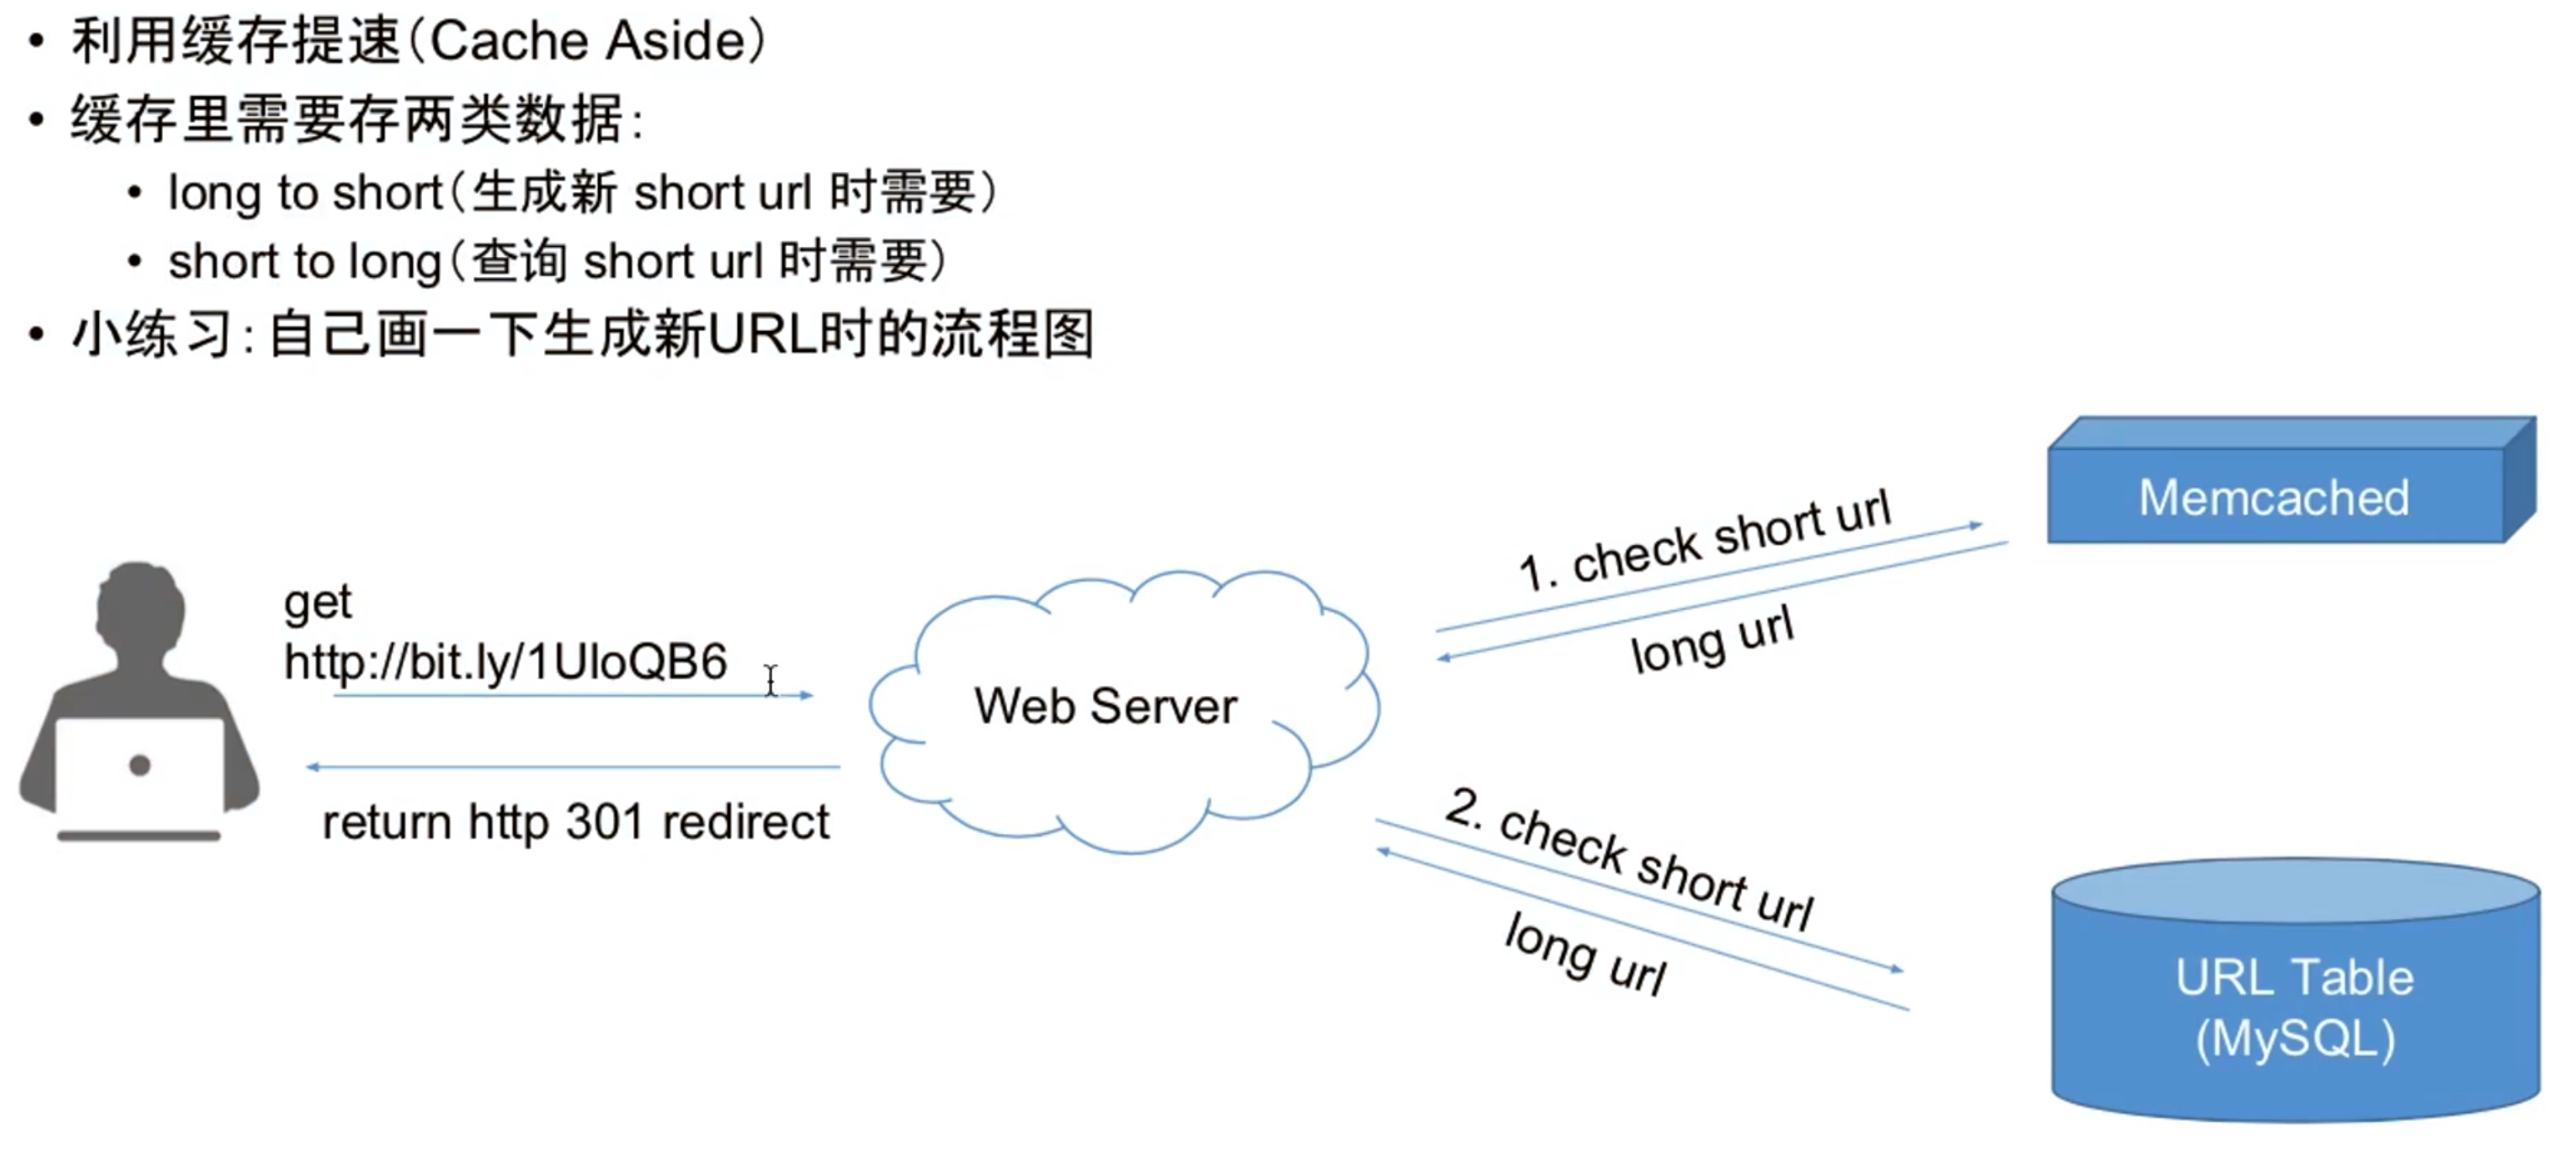 • 利用缓存提速（Cache Aside）
• 缓存里需要存两类数据：
• long to short（生成新 short url 时需要）
• short to long（查询 short url 时需要）
• 小练习：自己画一下生成新URL时的流程图
get
http://bit.ly/1UloQB6
return http 301 redirect
Web Server
1. check short url
long url
Memcached
2. check short url
long url
URL Table
(MySQL)